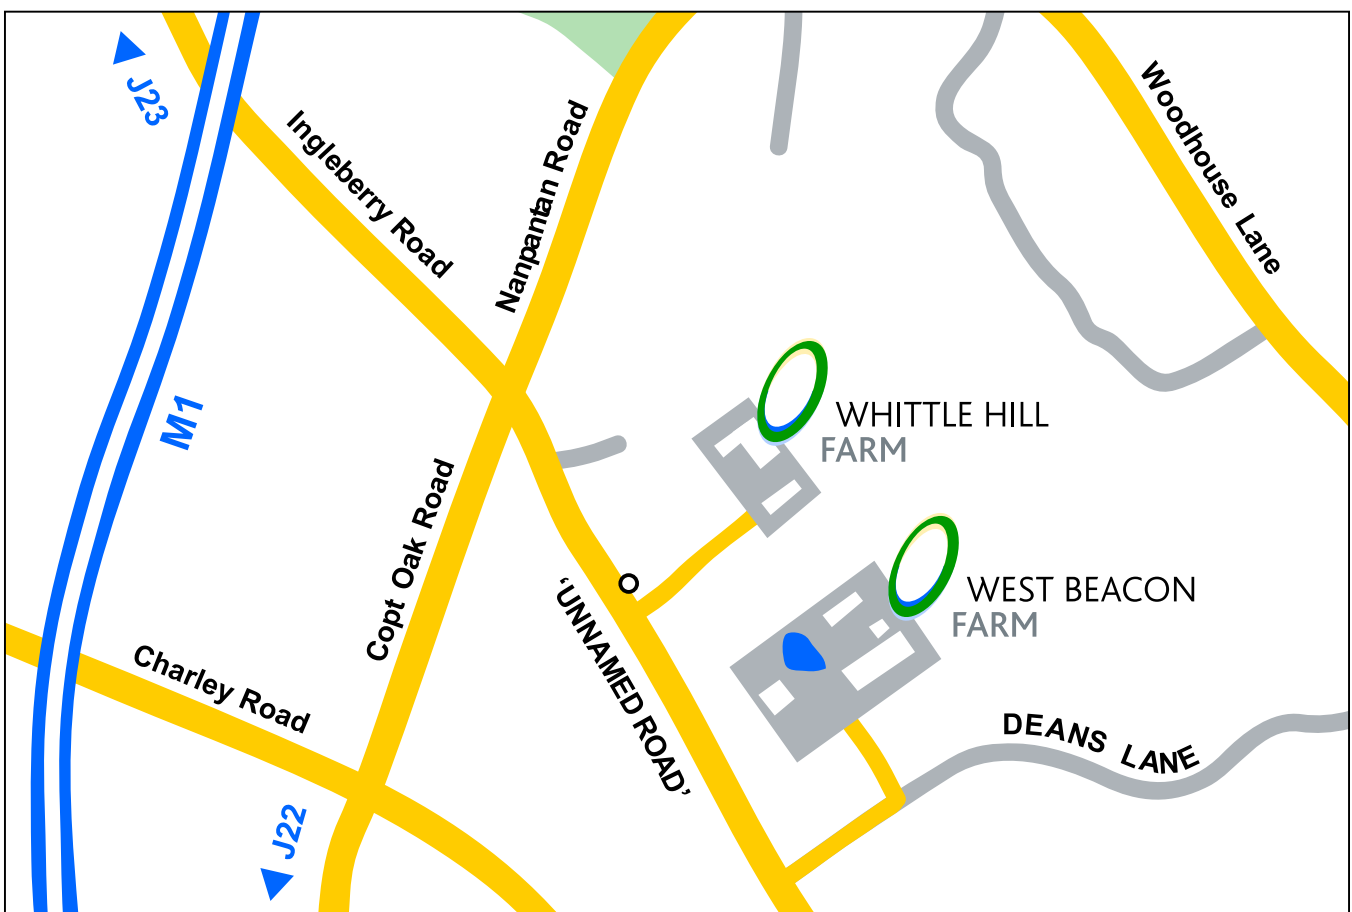 J23
Ingleberry Road
Nanpantan Road
Woodhouse Lane
M1
WHITTLE HILL
FARM
Copt Oak Road
WEST BEACON
FARM
'UNNAMED ROAD'
Charley Road
DEANS LANE
J22